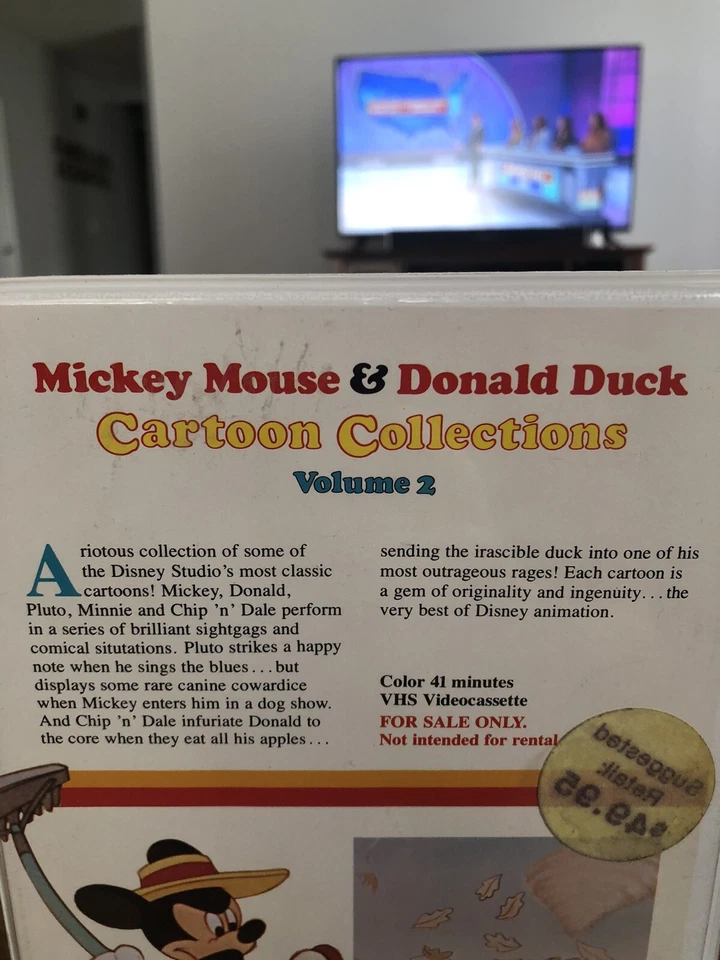 Mickey Mouse & Donald Duck
Cartoon Collections
Volume 2
A riotous collection of some of
the Disney Studio's most classic
cartoons! Mickey, Donald,
Pluto, Minnie and Chip 'n' Dale perform
in a series of brilliant sightgags and
comical situtations. Pluto strikes a happy
note when he sings the blues...but
displays some rare canine cowardice
when Mickey enters him in a dog show.
And Chip 'n' Dale infuriate Donald to
the core when they eat all his apples...
sending the irascible duck into one of his
most outrageous rages! Each cartoon is
a gem of originality and ingenuity...the
very best of Disney animation.
Color 41 minutes
VHS Videocassette
FOR SALE ONLY.
Not intended for rental
Suggested
Retail:
$49.95